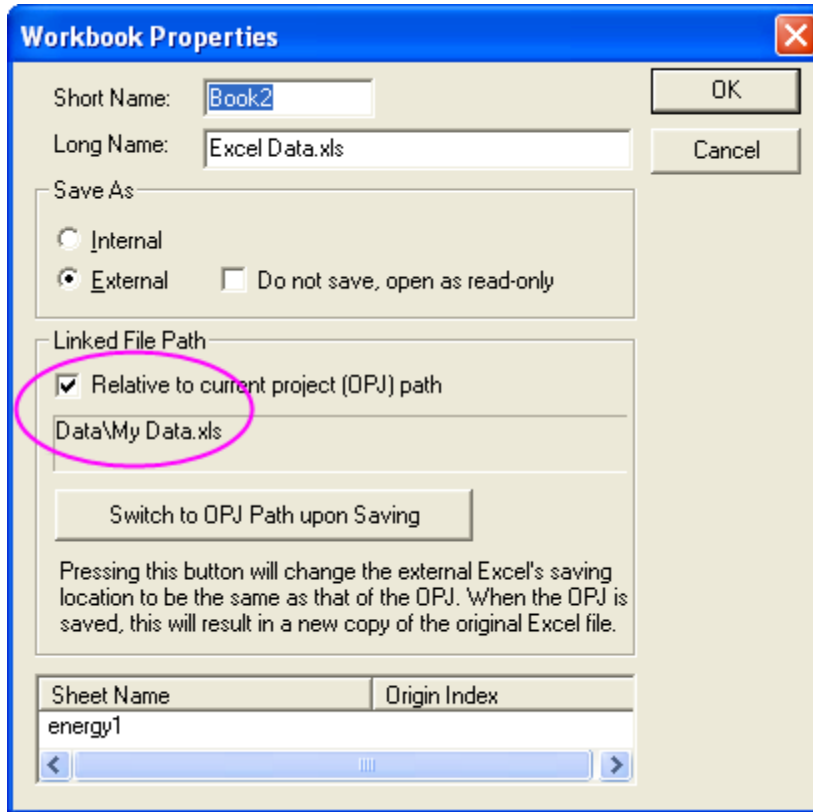 Workbook Properties
Short Name: Book2 OK
Long Name: Excel Data.xls Cancel
Save As
Internal
External Do not save, open as read-only
Linked File Path
Relative to current project (OPJ) path
Data\My Data.xls
Switch to OPJ Path upon Saving
Pressing this button will change the external Excel's saving
location to be the same as that of the OPJ. When the OPJ is
saved, this will result in a new copy of the original Excel file.
Sheet Name Origin Index
energy1